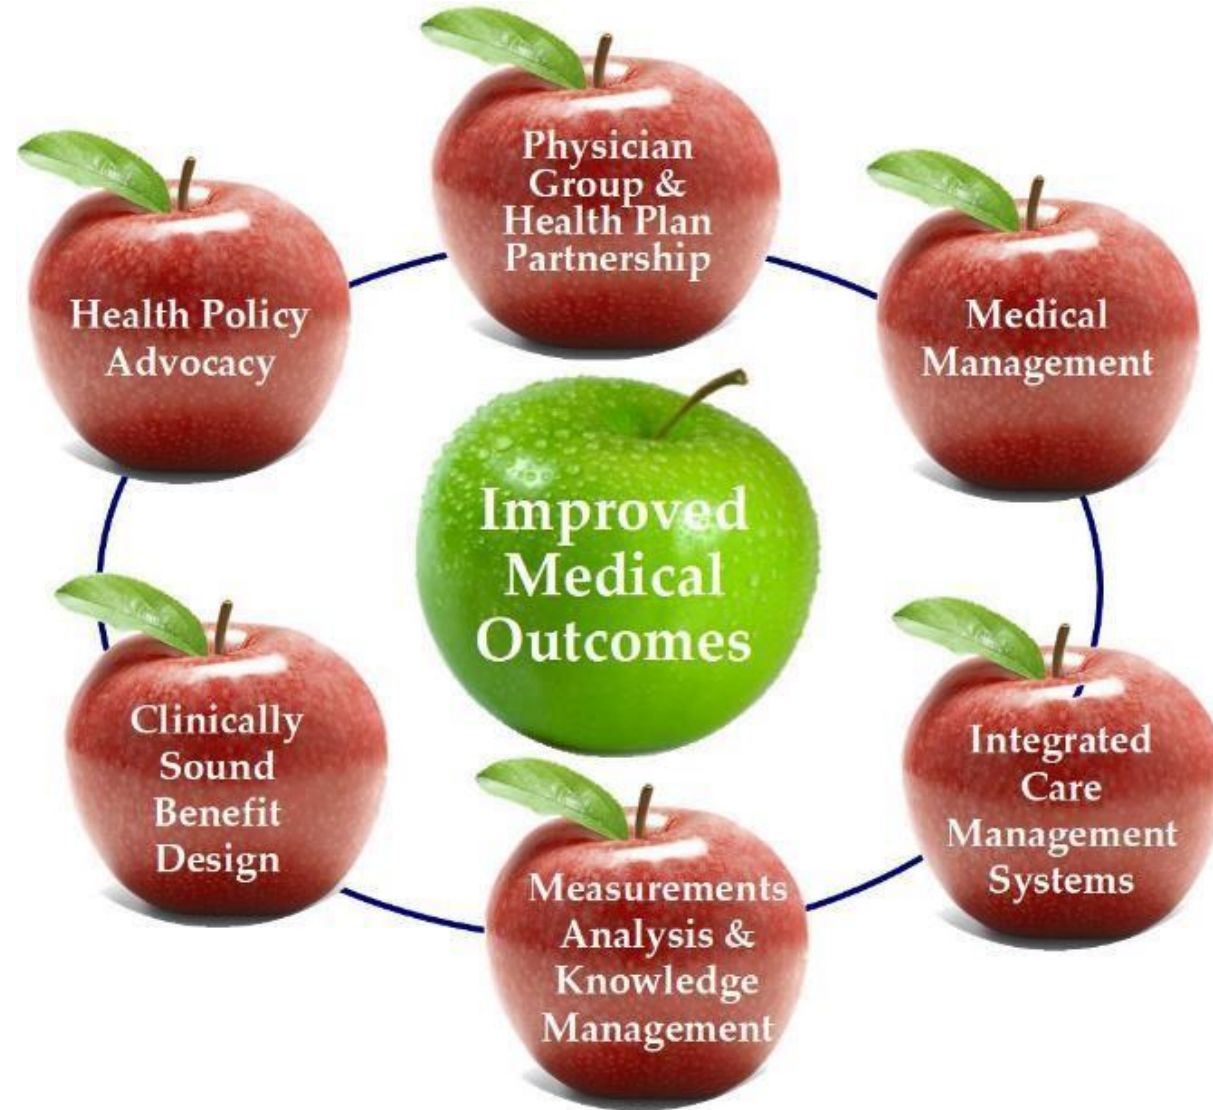 Physician
Group &
Health Plan
Partnership
Health Policy
Advocacy
Medical
Management
Improved
Medical
Outcomes
Clinically
Sound
Benefit
Design
Integrated
Care
Management
Systems
Measurements
Analysis &
Knowledge
Management